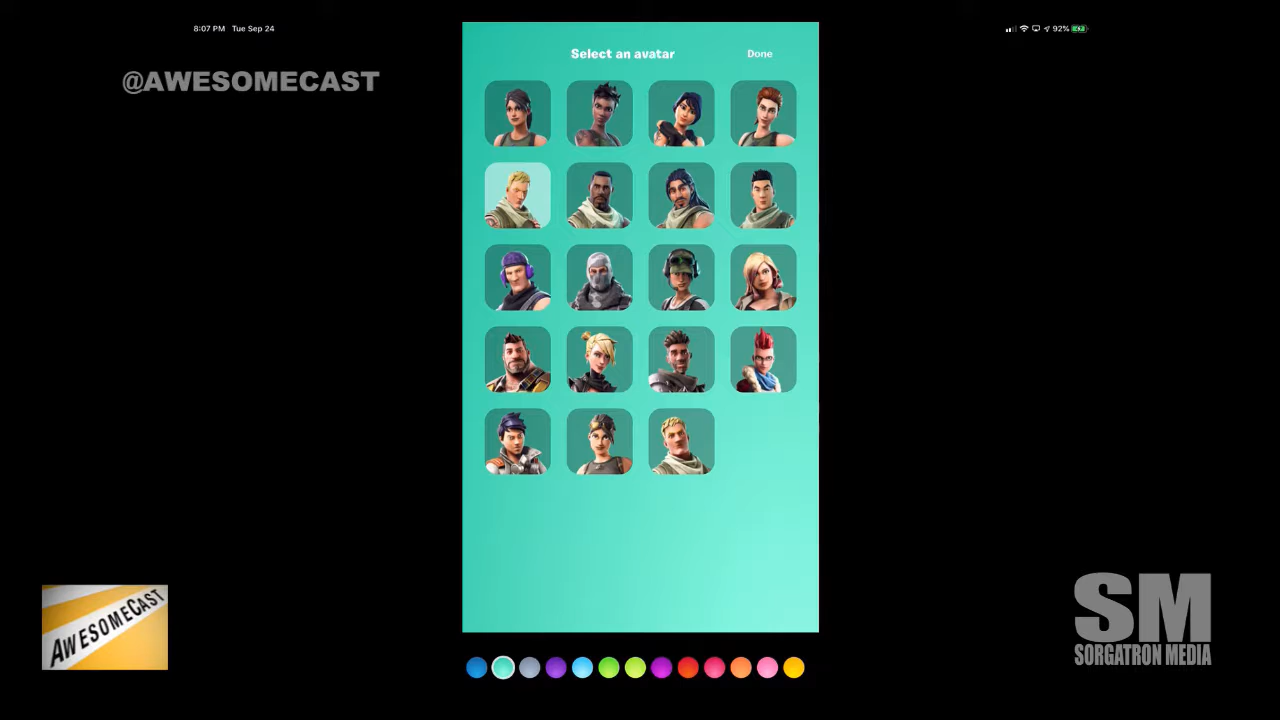 8:07 PM Tue Sep 24
92%
@AWESOMECAST
Select an avatar
Done
AWESOMECAST
SM
SORGATRON MEDIA